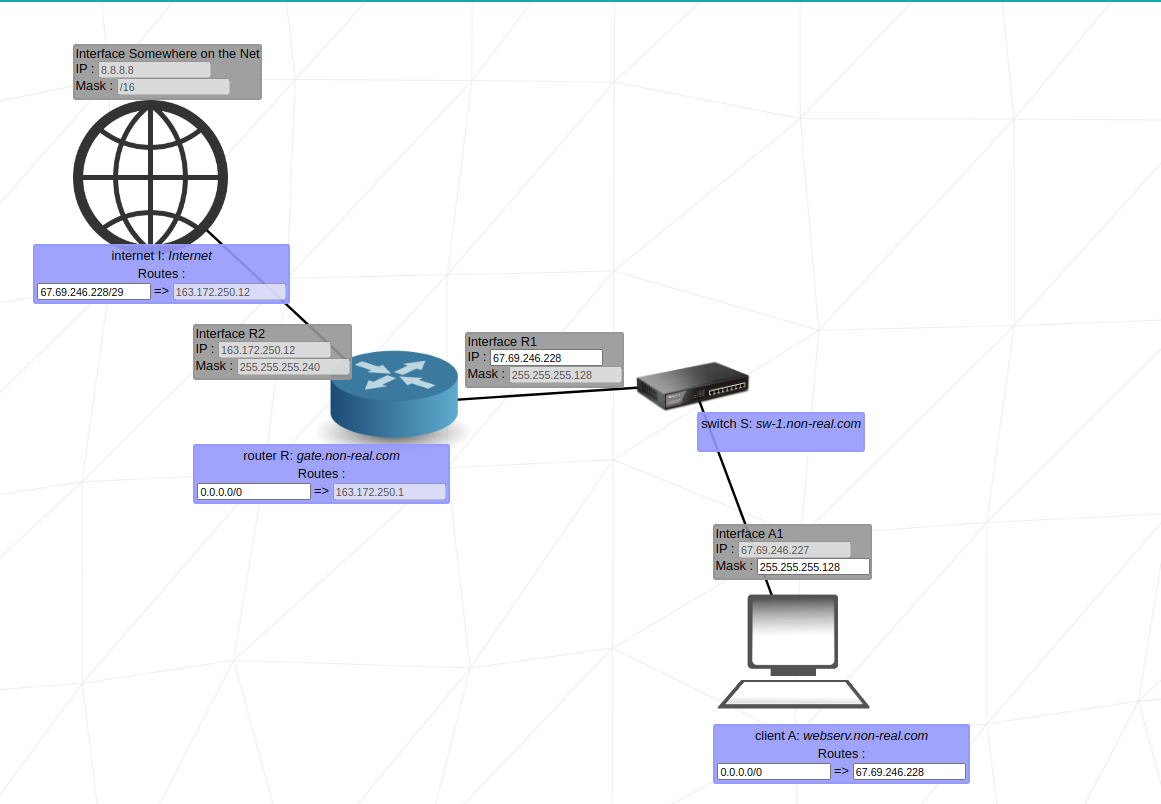 Interface Somewhere on the Net
IP : 8.8.8.8
Mask : /16
internet I: Internet
Routes :
67.69.246.228/29 => 163.172.250.12
Interface R2
IP : 163.172.250.12
Mask : 255.255.255.240
Interface R1
IP : 67.69.246.228
Mask : 255.255.255.128
switch S: sw-1.non-real.com
router R: gate.non-real.com
Routes :
0.0.0.0/0 => 163.172.250.1
Interface A1
IP : 67.69.246.227
Mask : 255.255.255.128
client A: webserv.non-real.com
Routes :
0.0.0.0/0 => 67.69.246.228